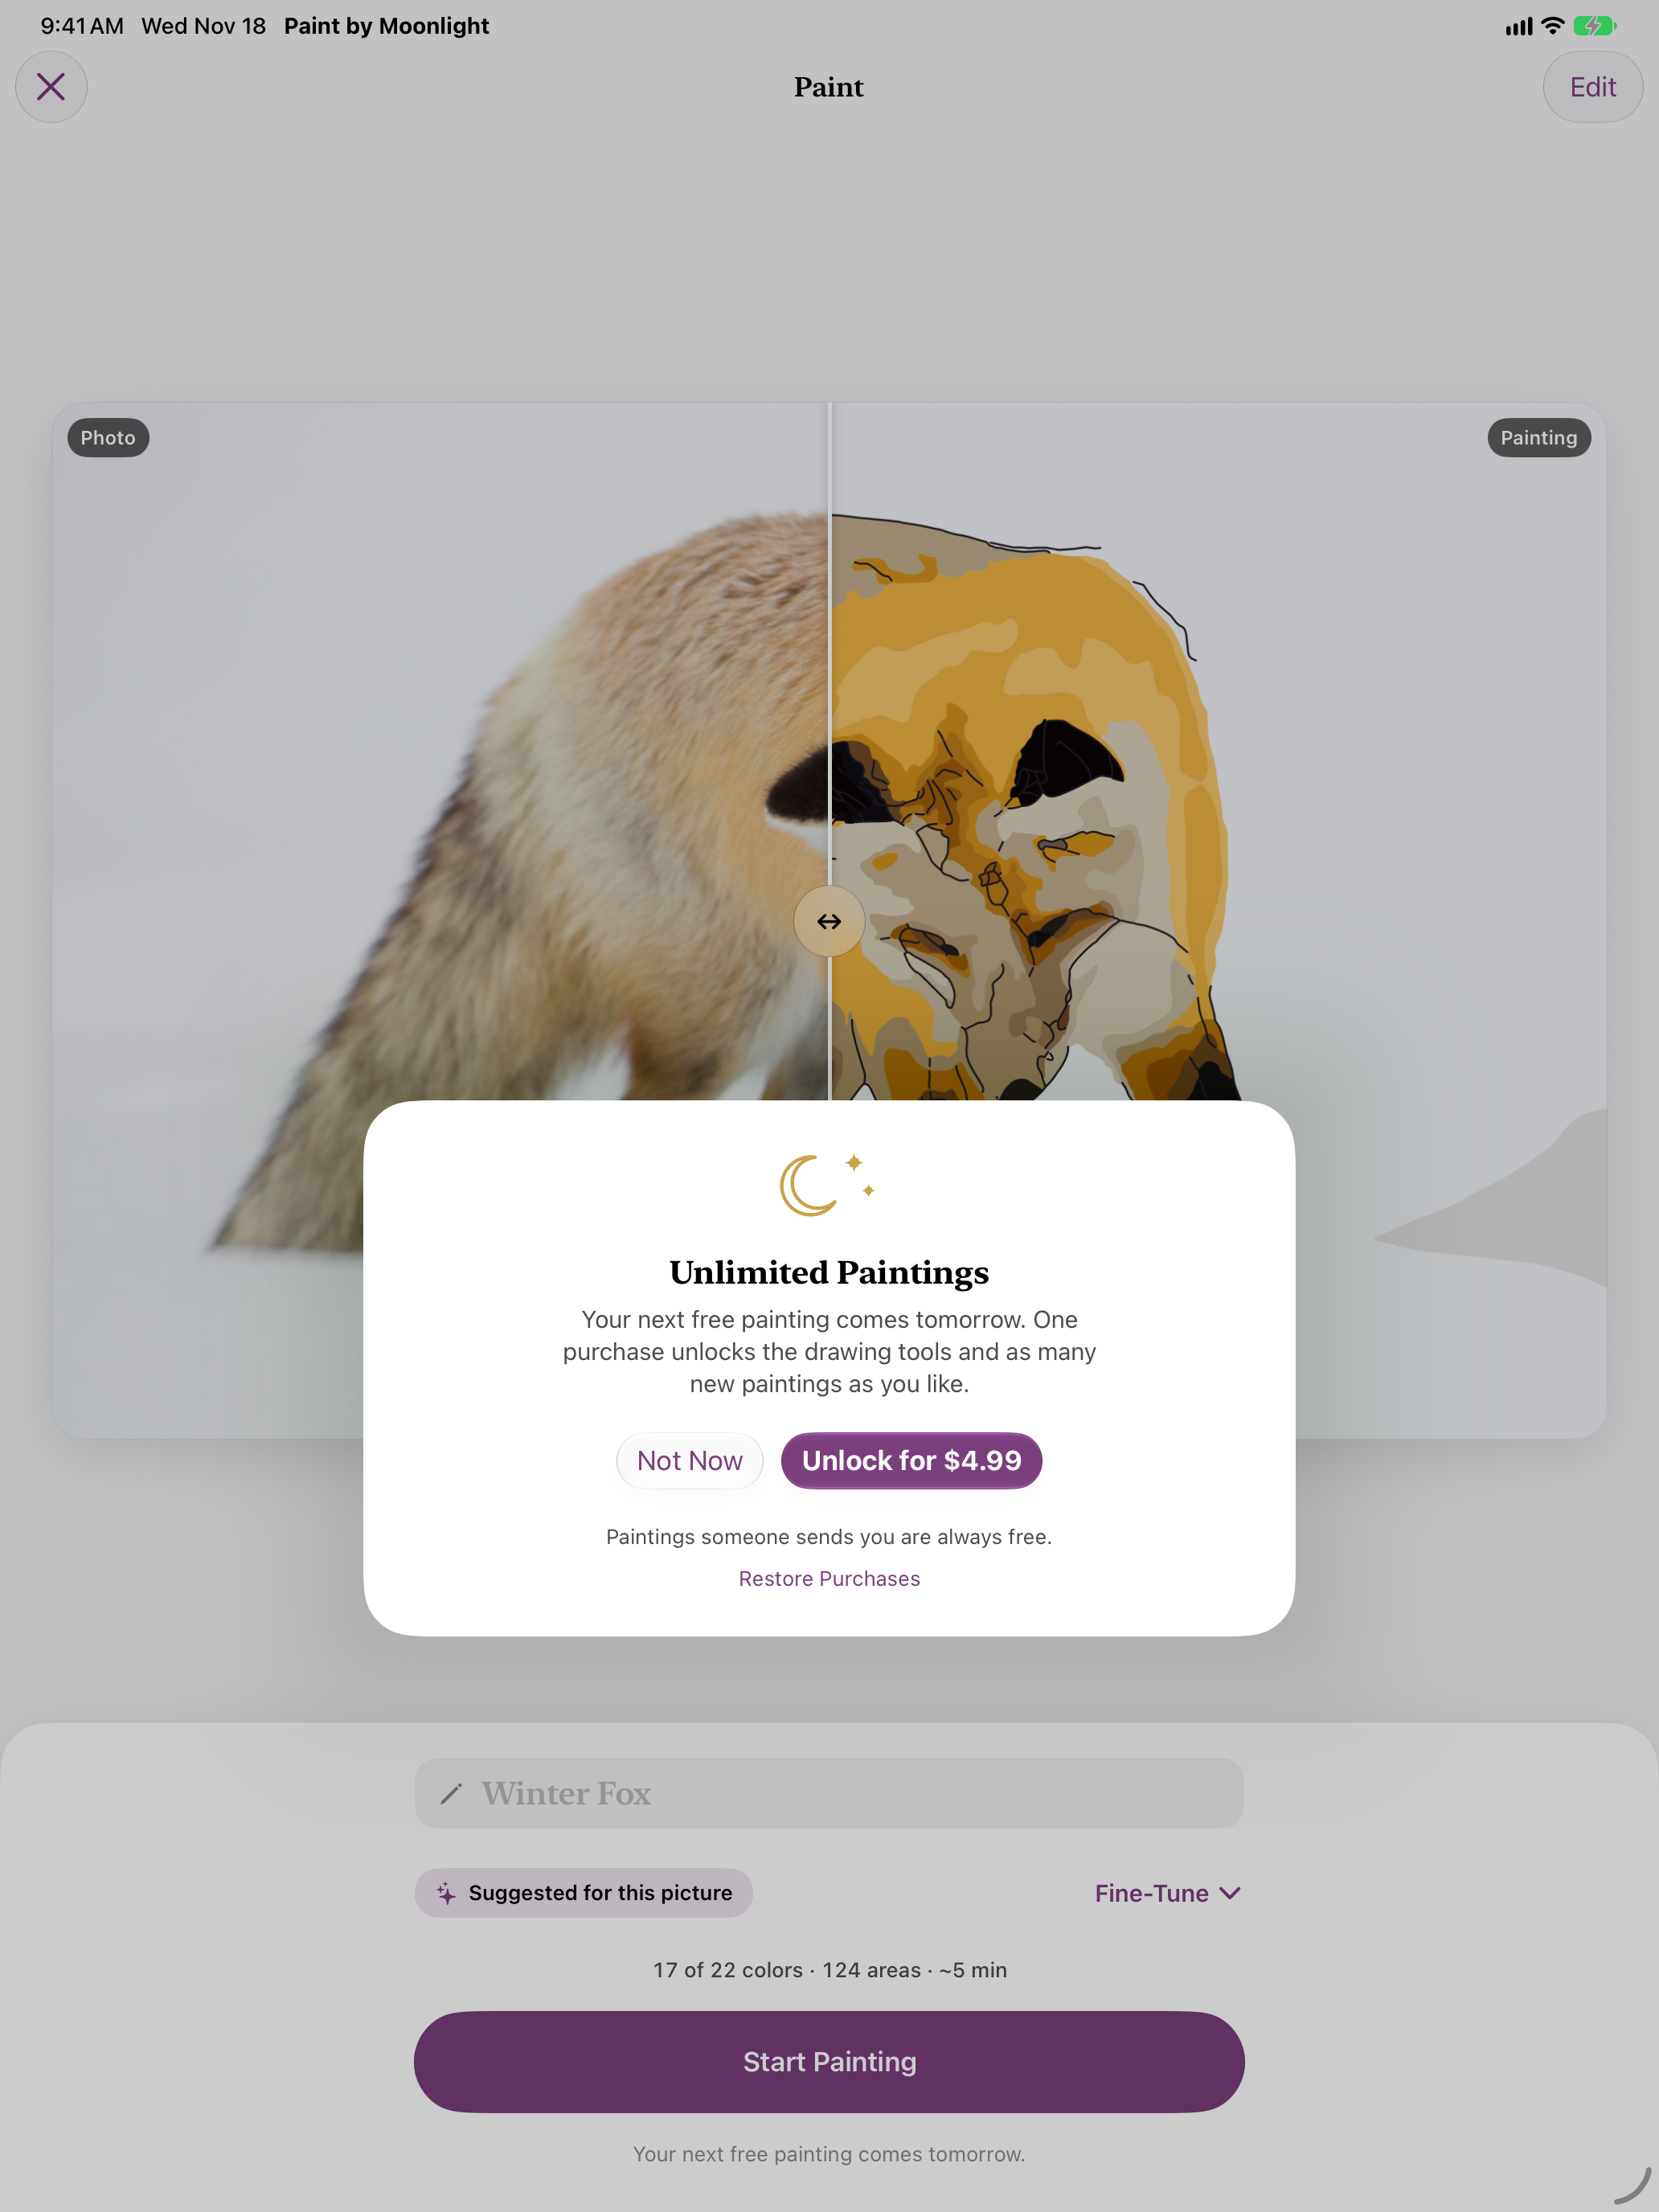 9:41 AM Wed Nov 18 Paint by Moonlight
Paint
Edit
Photo
Painting
Unlimited Paintings
Your next free painting comes tomorrow. One
purchase unlocks the drawing tools and as many
new paintings as you like.
Not Now
Unlock for $4.99
Paintings someone sends you are always free.
Restore Purchases
Winter Fox
Suggested for this picture
Fine-Tune
17 of 22 colors · 124 areas · ~5 min
Start Painting
Your next free painting comes tomorrow.